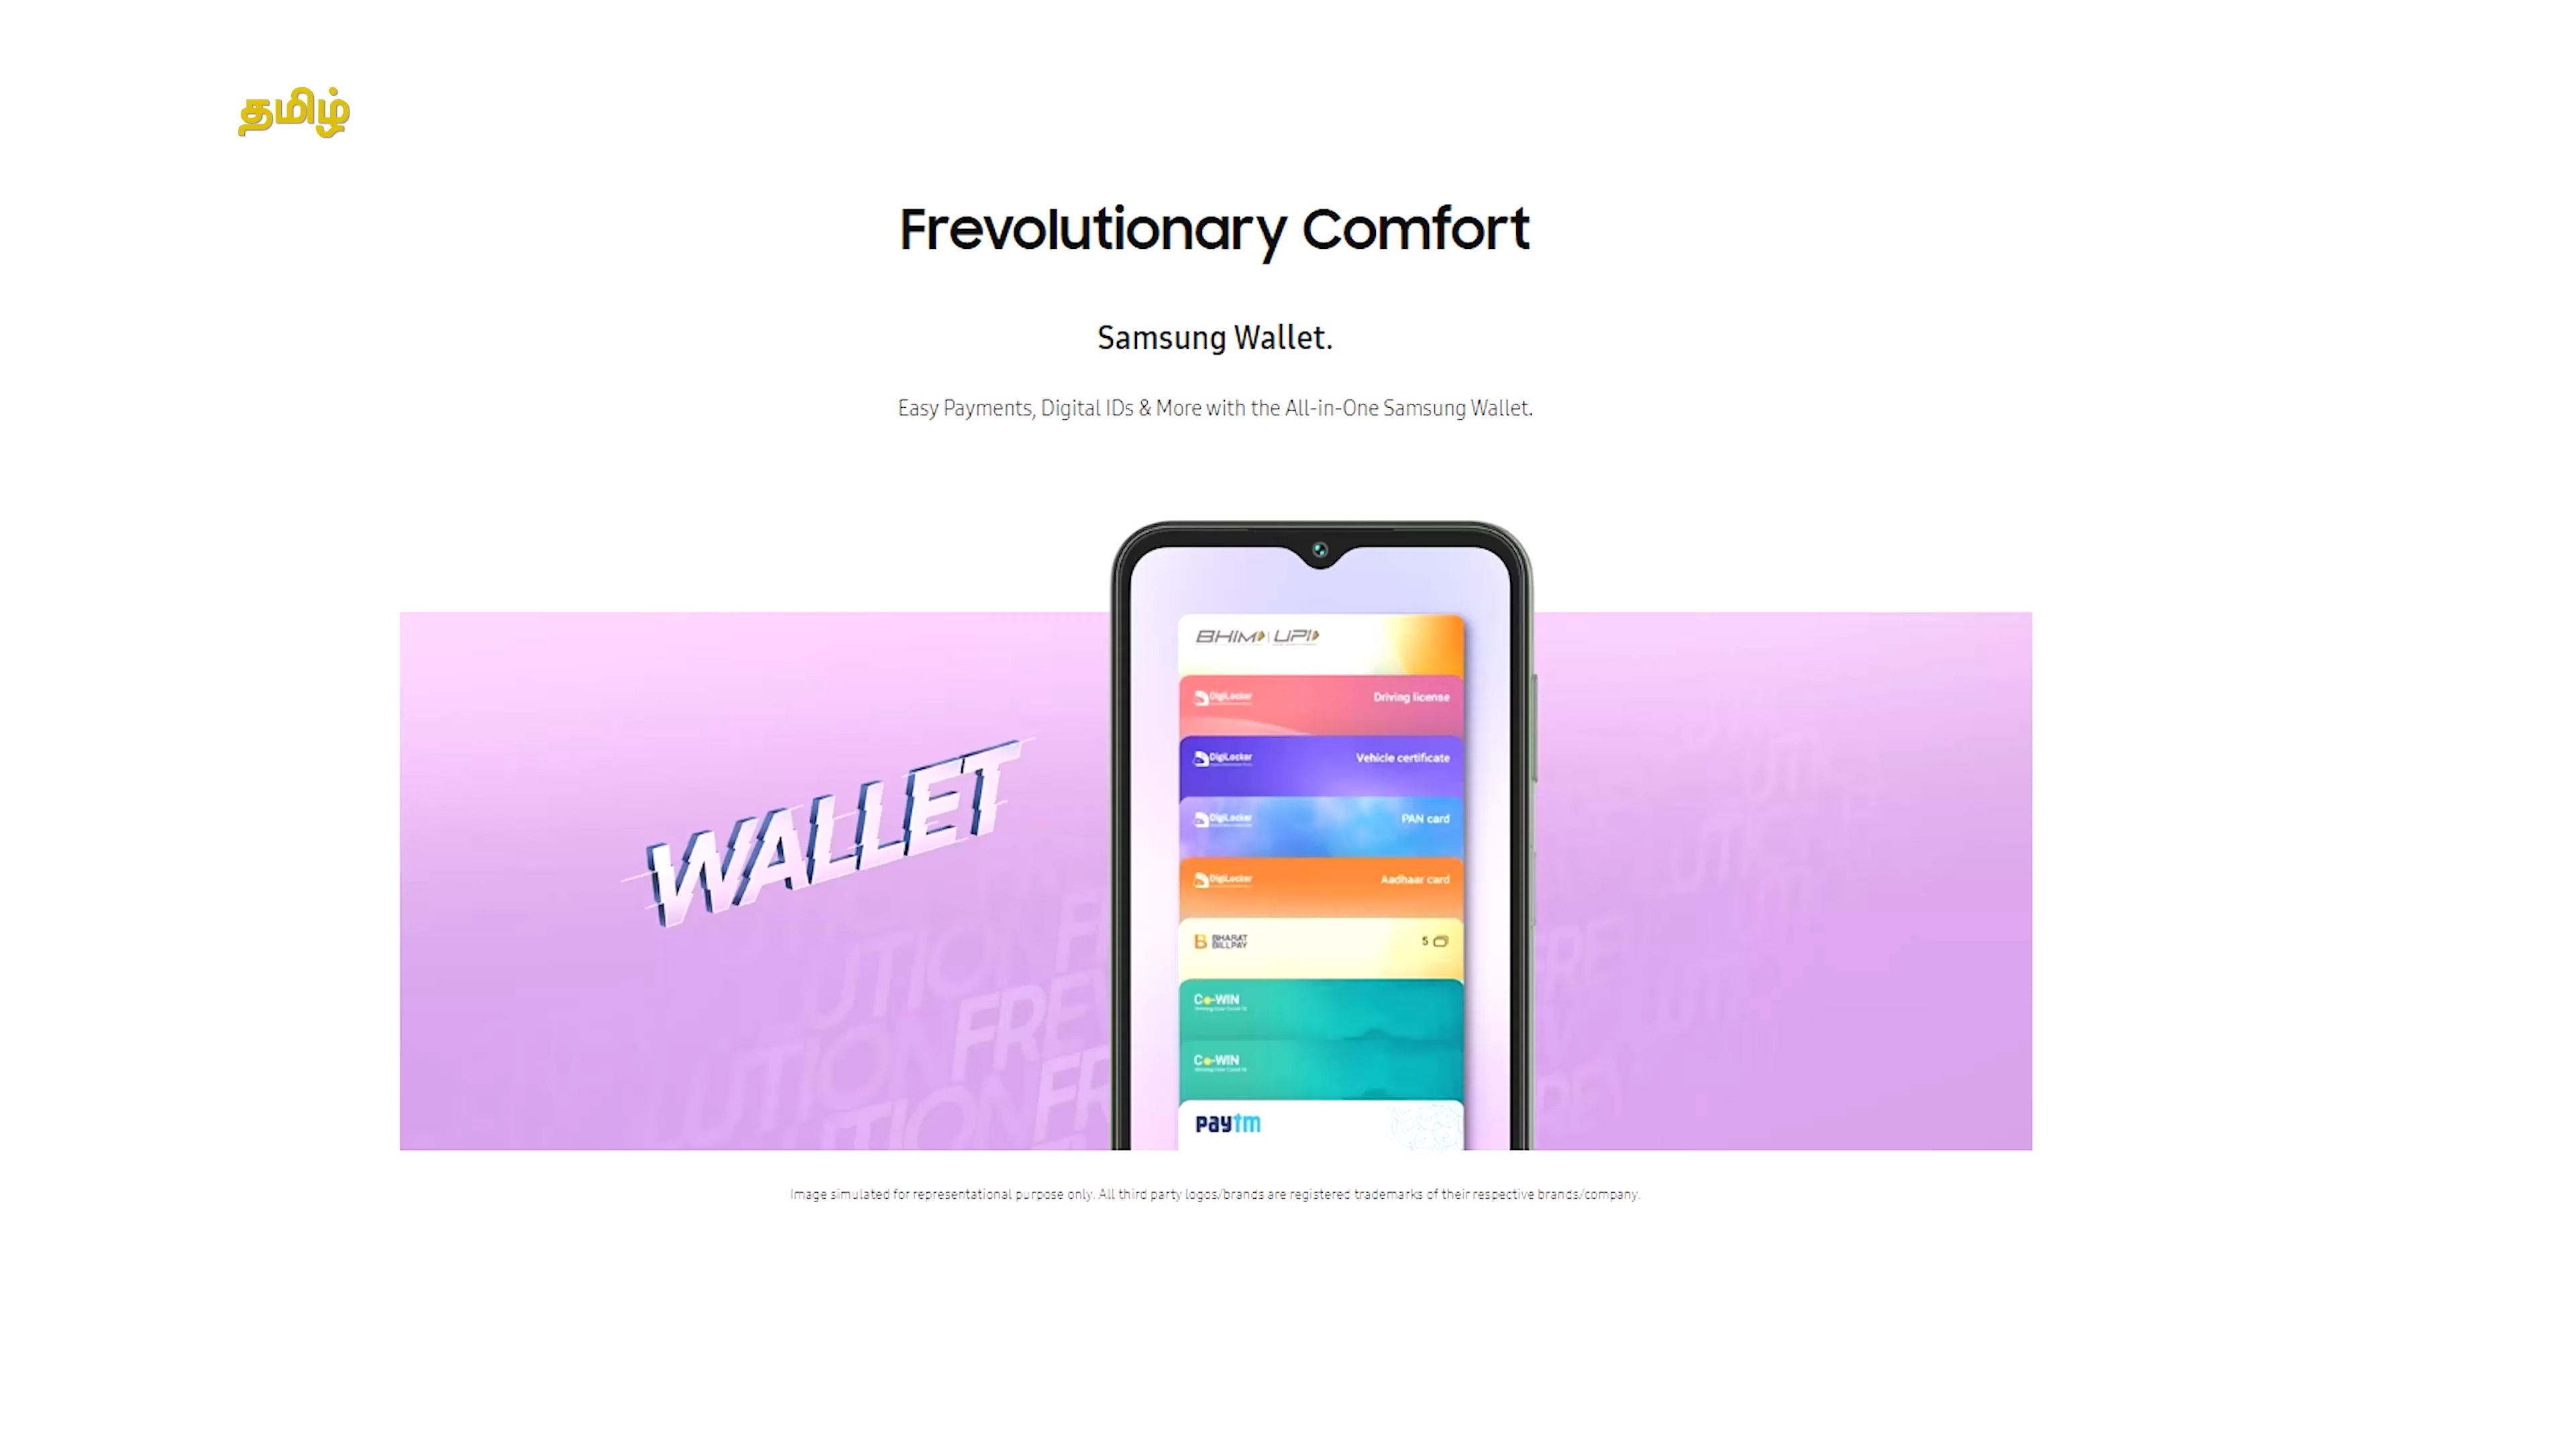 தமிழ்
Frevolutionary Comfort
Samsung Wallet.
Easy Payments, Digital IDs & More with the All-in-One Samsung Wallet.
WALLET
BHIM UPI
DigiLocker Driving license
DigiLocker Vehicle certificate
DigiLocker PAN card
DigiLocker Aadhaar card
BHARAT
BILLPAY 5
Co-WIN
Co-WIN
paytm
UTION FREV
Image simulated for representational purpose only. All third party logos/brands are registered trademarks of their respective brands/company.